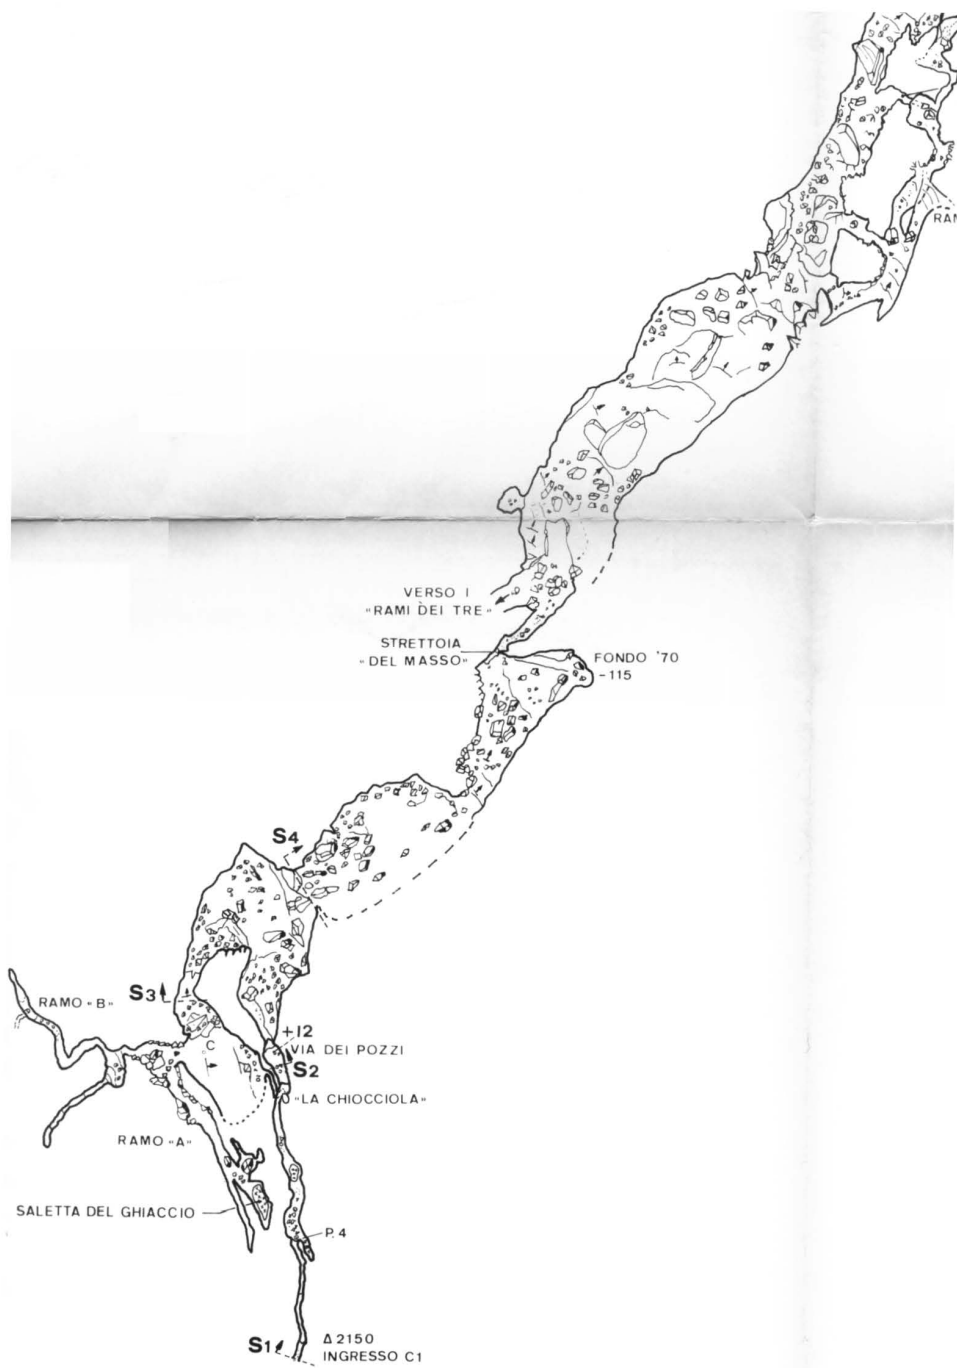 RAM
VERSO I
"RAMI DEI TRE"
STRETTOIA
"DEL MASSO"
FONDO '70
-115
S4
S3
RAMO "B"
+12
C
VIA DEI POZZI
S2
"LA CHIOCCIOLA"
RAMO "A"
SALETTA DEL GHIACCIO
P.4
S1
Δ 2150
INGRESSO C1